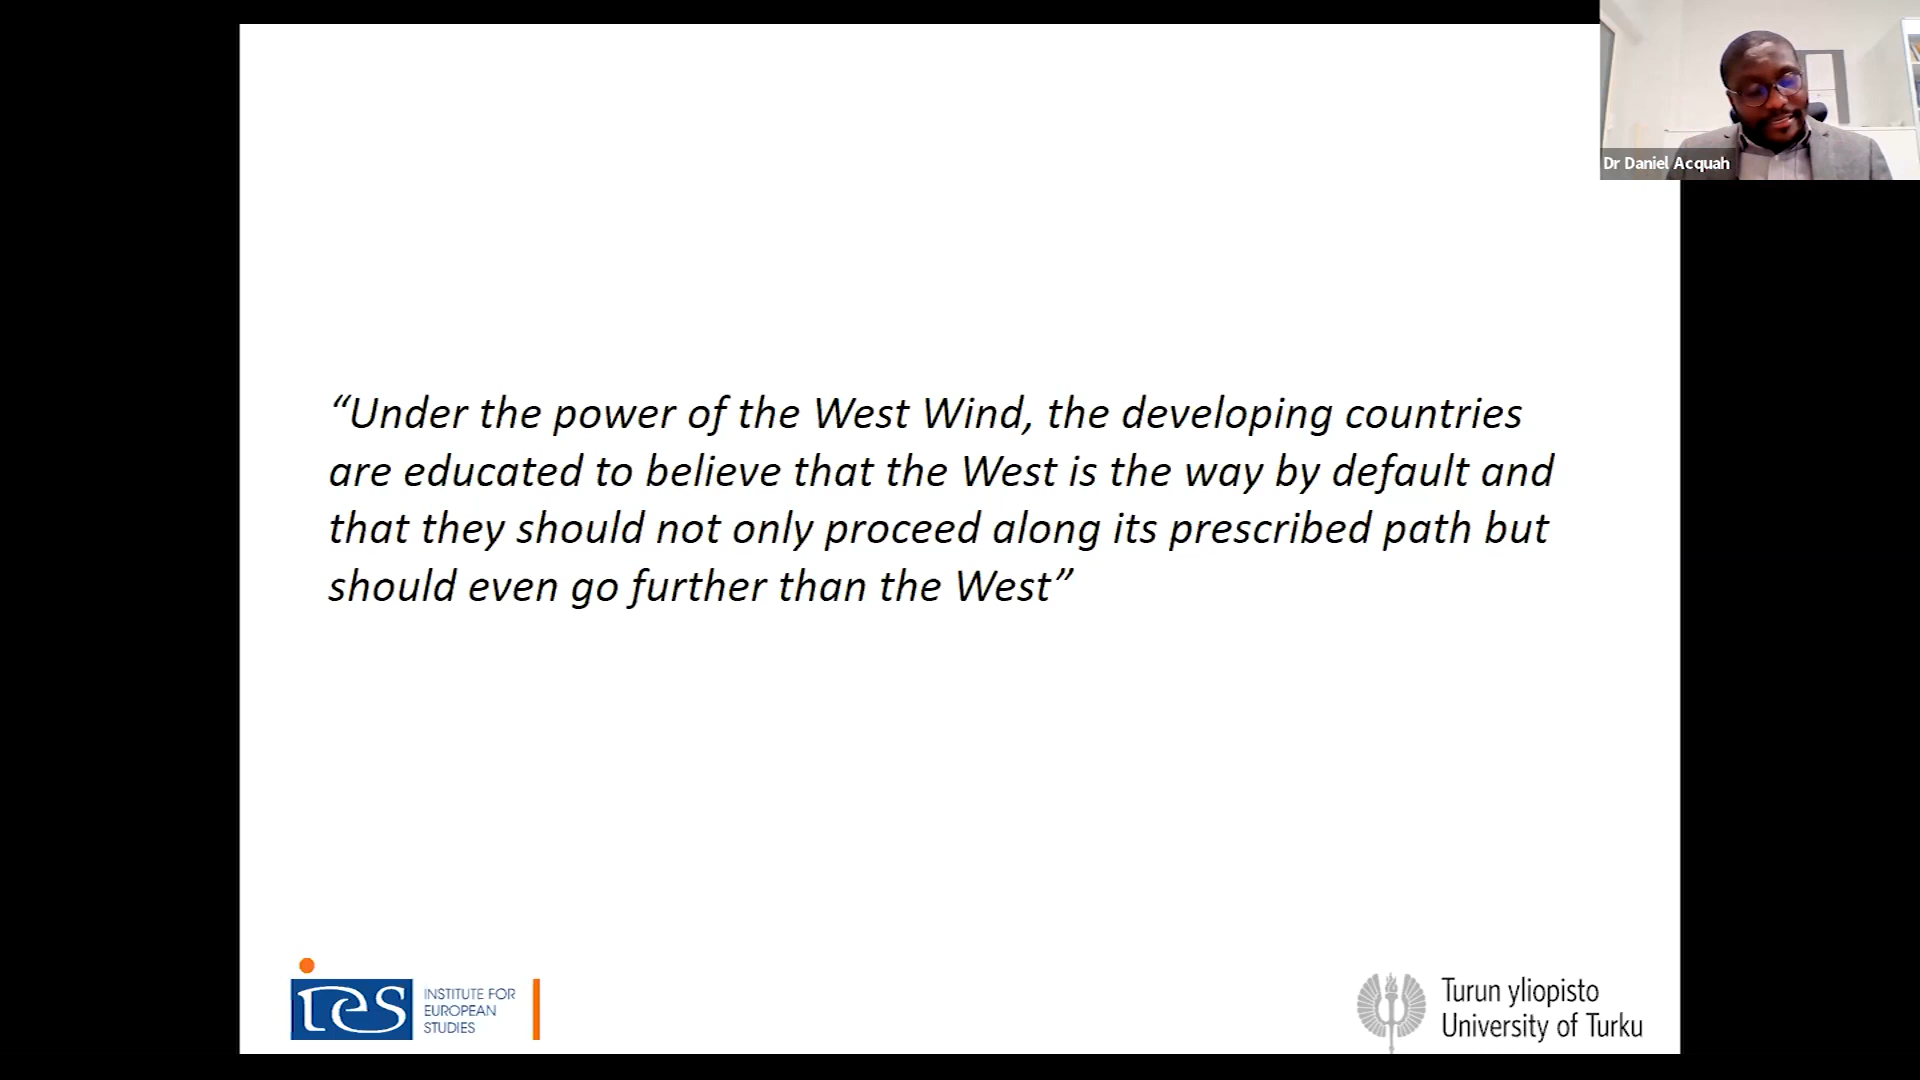 Dr Daniel Acquah
“Under the power of the West Wind, the developing countries
are educated to believe that the West is the way by default and
that they should not only proceed along its prescribed path but
should even go further than the West”
ies
INSTITUTE FOR
EUROPEAN
STUDIES
Turun yliopisto
University of Turku